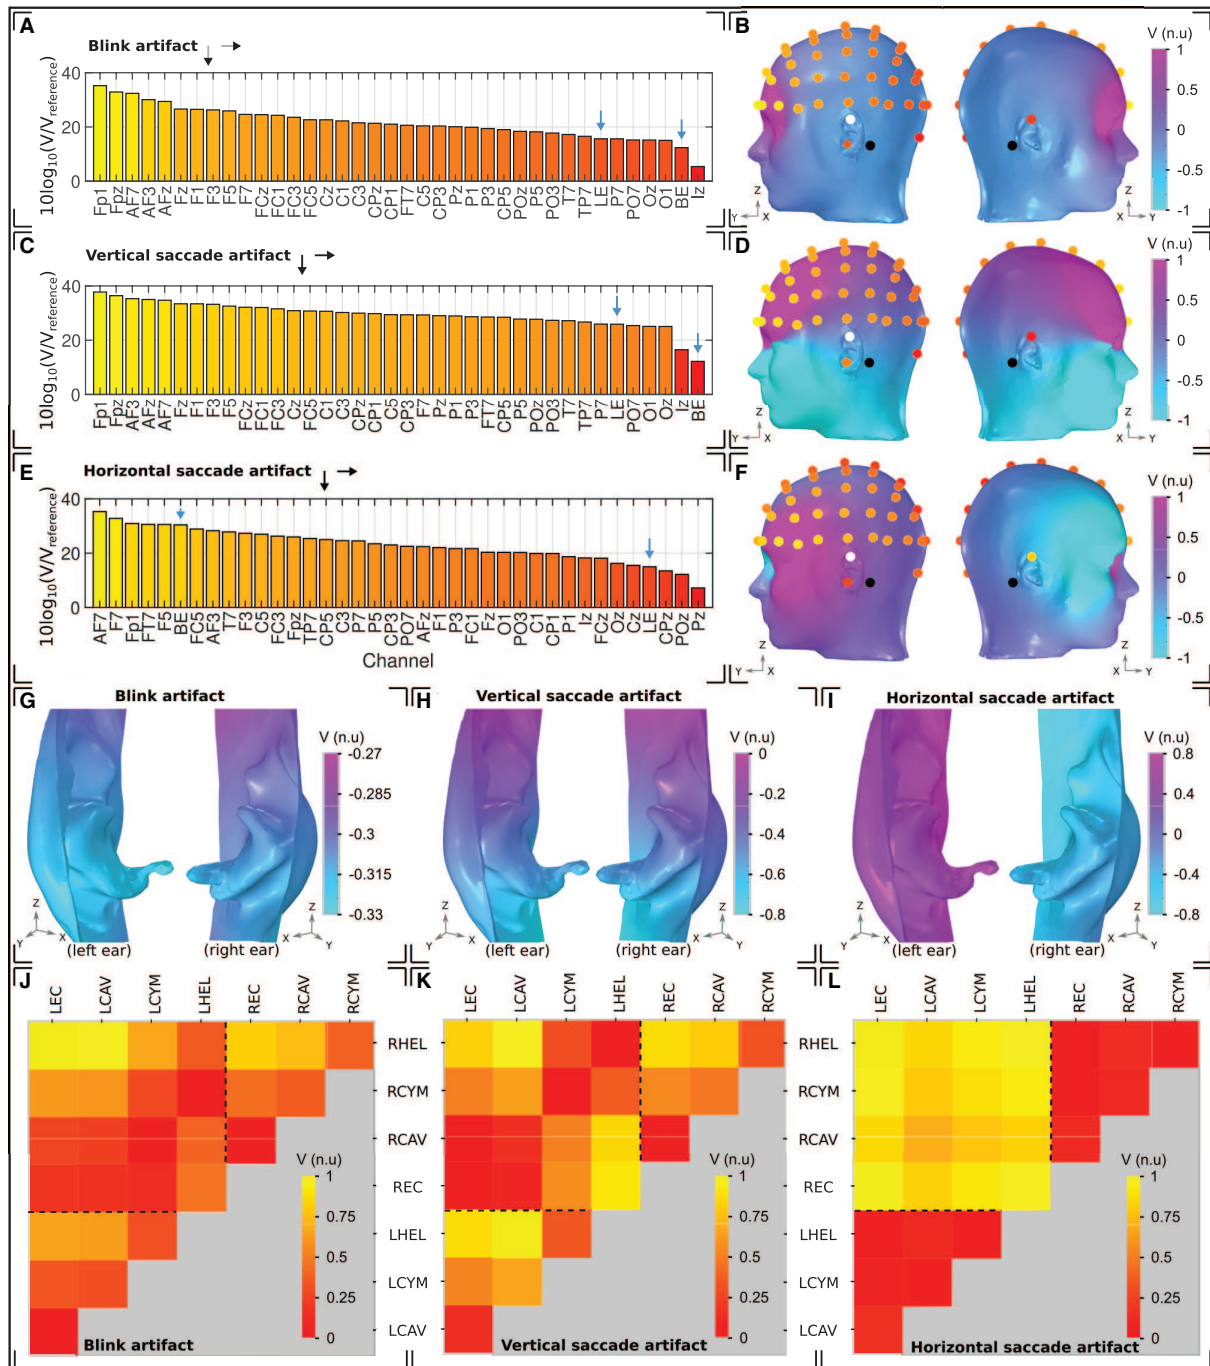 A
Blink artifact
10log10(V/Vreference)
40
20
0
Fp1 Fpz AF7 AF3 AFz Fz F1 F3 F5 F7 FCz FC1 FC3 FC5 Cz C1 C3 CPz CP1 FT7 C5 CP3 Pz P1 P3 CP5 POz P5 PO3 T7 TP7 LE P7 PO7 Oz O1 BE Iz
B
V (n.u)
1
0.5
0
-0.5
-1
Z
Y X
Z
X Y
C
Vertical saccade artifact
10log10(V/Vreference)
40
20
0
Fp1 Fpz AF3 AFz AF7 Fz F1 F3 F5 FCz FC1 FC3 Cz FC5 C1 C3 CPz CP1 C5 CP3 F7 Pz P1 P3 FT7 CP5 P5 POz PO3 T7 TP7 P7 LE PO7 O1 Oz Iz BE
D
V (n.u)
1
0.5
0
-0.5
-1
Z
Y X
Z
X Y
E
Horizontal saccade artifact
10log10(V/Vreference)
40
20
0
AF7 F7 Fp1 FT7 F5 BE FC5 AF3 T7 F3 C5 FC3 Fpz TP7 CP5 C3 P7 P5 CP3 PO7 AFz F1 P3 FC1 Fz O1 PO3 C1 CP1 P1 Iz FCz Oz Cz LE CPz POz Pz
Channel
F
V (n.u)
1
0.5
0
-0.5
-1
Z
Y X
Z
X Y
G
Blink artifact
V (n.u)
-0.27
-0.285
-0.3
-0.315
-0.33
Z
Y X
(left ear)
Z
X Y
(right ear)
H
Vertical saccade artifact
V (n.u)
0
-0.2
-0.4
-0.6
-0.8
Z
Y X
(left ear)
Z
X Y
(right ear)
I
Horizontal saccade artifact
V (n.u)
0.8
0.4
0
-0.4
-0.8
Z
Y X
(left ear)
Z
X Y
(right ear)
J
LEC LCAV LCYM LHEL REC RCAV RCYM
V (n.u)
1
0.75
0.5
0.25
0
Blink artifact
RHEL
RCYM
RCAV
REC
LHEL
LCYM
LCAV
K
LEC LCAV LCYM LHEL REC RCAV RCYM
V (n.u)
1
0.75
0.5
0.25
0
Vertical saccade artifact
RHEL
RCYM
RCAV
REC
LHEL
LCYM
LCAV
L
LEC LCAV LCYM LHEL REC RCAV RCYM
V (n.u)
1
0.75
0.5
0.25
0
Horizontal saccade artifact